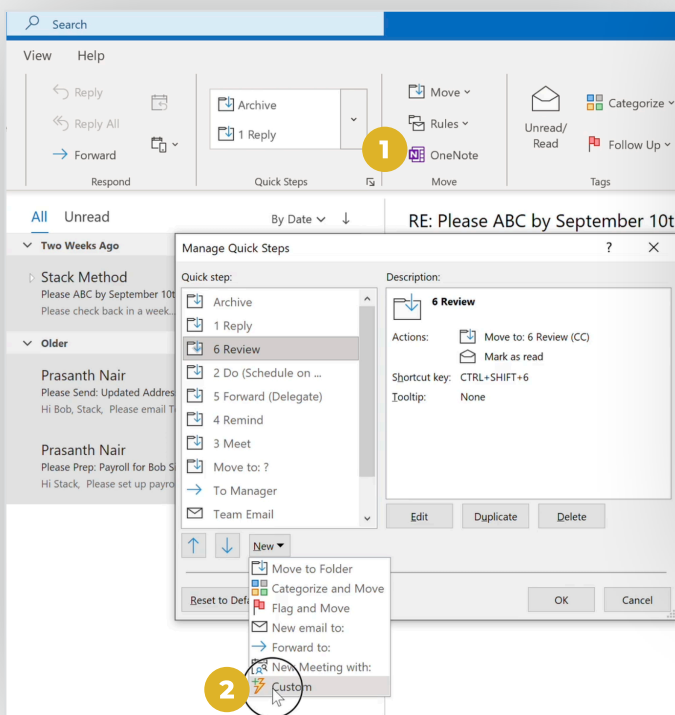 Search
View Help
Reply
Reply All
Forward
Respond
Archive
1 Reply
Quick Steps
1
Move
Rules
OneNote
Move
Unread/
Read
Categorize
Follow Up
Tags
All Unread
By Date
Two Weeks Ago
Stack Method
Please ABC by September 10t
Please check back in a week...
Older
Prasanth Nair
Please Send: Updated Addres
Hi Bob, Stack, Please email T
Prasanth Nair
Please Prep: Payroll for Bob S
Hi Stack, Please set up payro
RE: Please ABC by September 10t
Manage Quick Steps ? X
Quick step:
Archive
1 Reply
6 Review
2 Do (Schedule on ...
5 Forward (Delegate)
4 Remind
3 Meet
Move to: ?
To Manager
Team Email
New
Description:
6 Review
Actions: Move to: 6 Review (CC)
Mark as read
Shortcut key: CTRL+SHIFT+6
Tooltip: None
Edit Duplicate Delete
Reset to Defa
OK Cancel
Move to Folder
Categorize and Move
Flag and Move
New email to:
Forward to:
New Meeting with:
2
Custom